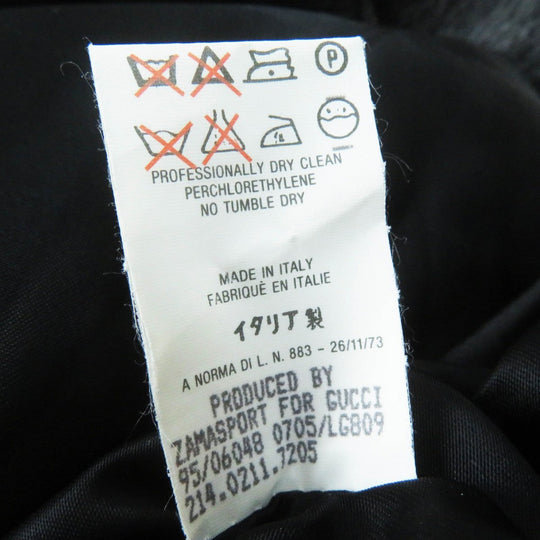 P
PROFESSIONALLY DRY CLEAN
PERCHLORETHYLENE
NO TUMBLE DRY
MADE IN ITALY
FABRIQUÈ EN ITALIE
イタリア製
A NORMA DI L. N. 883 - 26/11/73
PRODUCED BY
ZAMASPORT FOR GUCCI
95/06048 0705/LG809
214.0211.7205